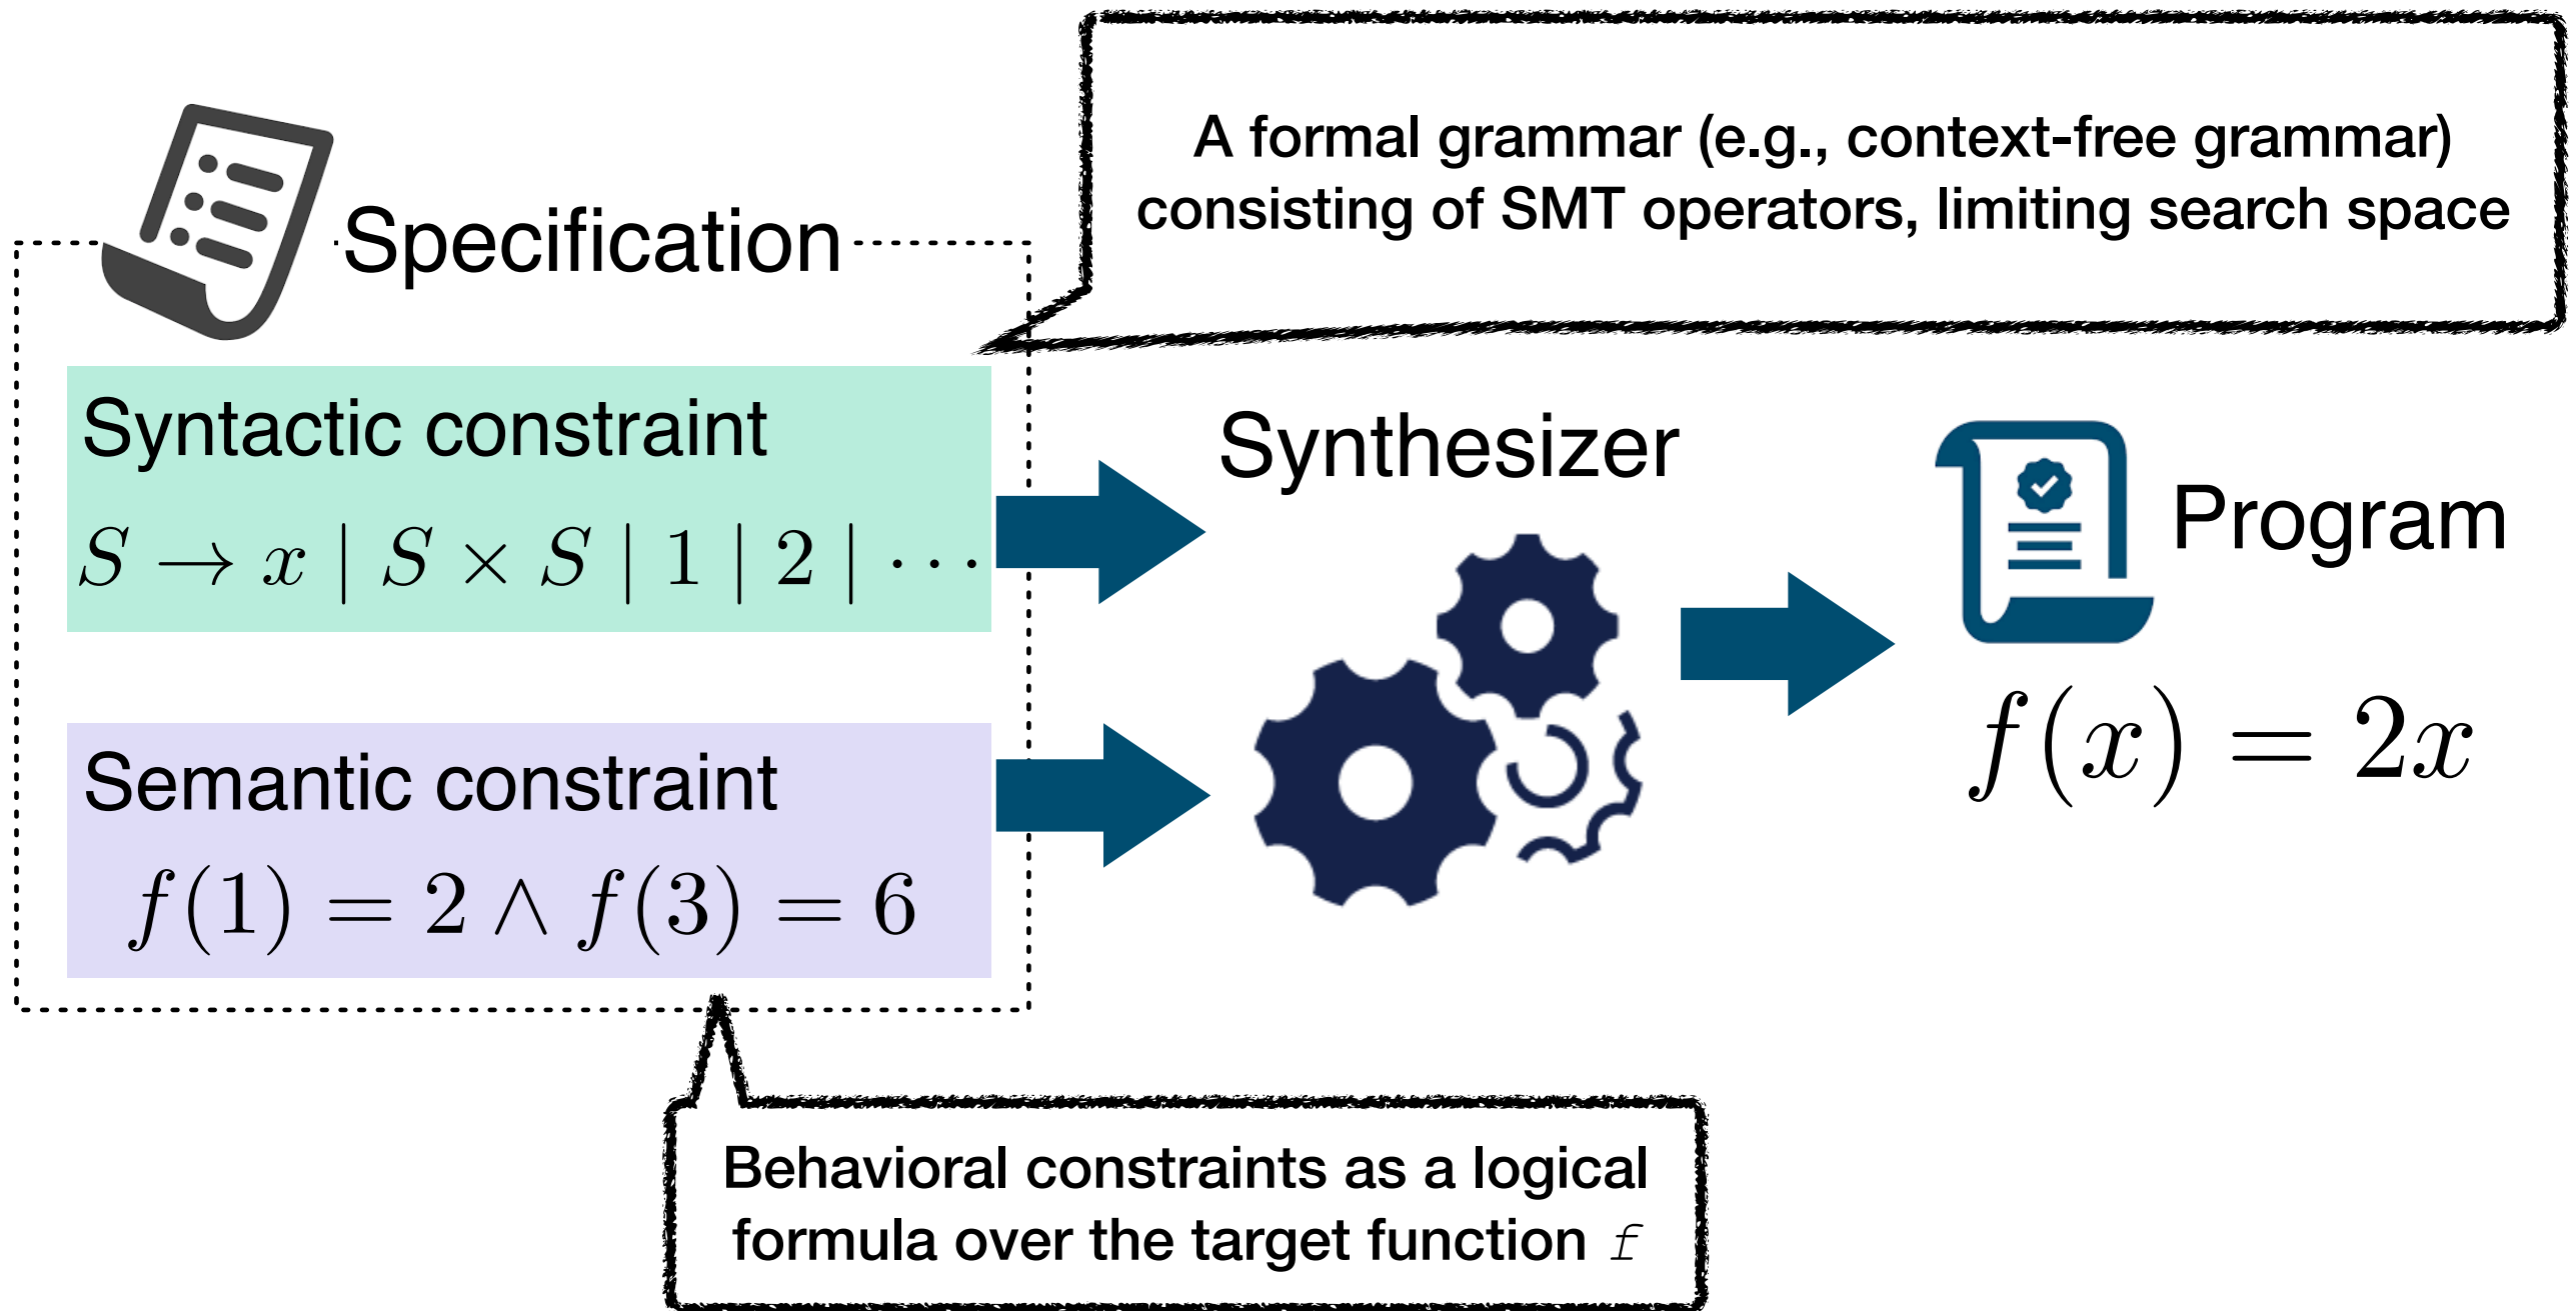 A formal grammar (e.g., context-free grammar)
consisting of SMT operators, limiting search space
Specification
Syntactic constraint
S → x | S × S | 1 | 2 | ···
Semantic constraint
f(1) = 2 ∧ f(3) = 6
Synthesizer
Program
f(x) = 2x
Behavioral constraints as a logical
formula over the target function f